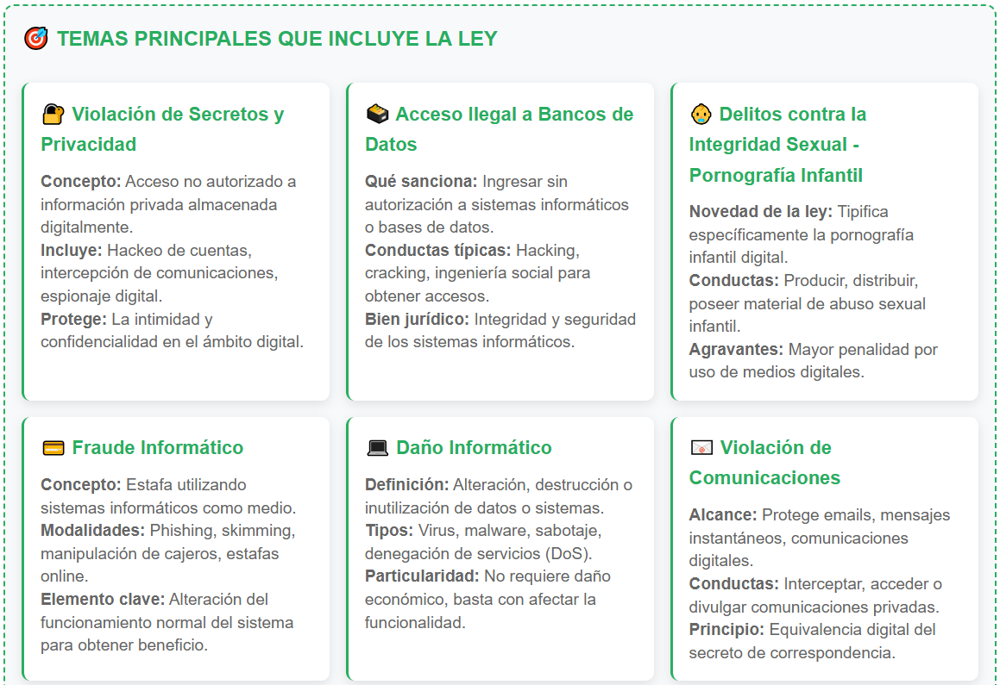 TEMAS PRINCIPALES QUE INCLUYE LA LEY
Violación de Secretos y
Privacidad
Concepto: Acceso no autorizado a
información privada almacenada
digitalmente.
Incluye: Hackeo de cuentas,
intercepción de comunicaciones,
espionaje digital.
Protege: La intimidad y
confidencialidad en el ámbito digital.
Acceso Ilegal a Bancos de
Datos
Qué sanciona: Ingresar sin
autorización a sistemas informáticos
o bases de datos.
Conductas típicas: Hacking,
cracking, ingeniería social para
obtener accesos.
Bien jurídico: Integridad y seguridad
de los sistemas informáticos.
Delitos contra la
Integridad Sexual -
Pornografía Infantil
Novedad de la ley: Tipifica
específicamente la pornografía
infantil digital.
Conductas: Producir, distribuir,
poseer material de abuso sexual
infantil.
Agravantes: Mayor penalidad por
uso de medios digitales.
Fraude Informático
Concepto: Estafa utilizando
sistemas informáticos como medio.
Modalidades: Phishing, skimming,
manipulación de cajeros, estafas
online.
Elemento clave: Alteración del
funcionamiento normal del sistema
para obtener beneficio.
Daño Informático
Definición: Alteración, destrucción o
inutilización de datos o sistemas.
Tipos: Virus, malware, sabotaje,
denegación de servicios (DoS).
Particularidad: No requiere daño
económico, basta con afectar la
funcionalidad.
Violación de
Comunicaciones
Alcance: Protege emails, mensajes
instantáneos, comunicaciones
digitales.
Conductas: Interceptar, acceder o
divulgar comunicaciones privadas.
Principio: Equivalencia digital del
secreto de correspondencia.